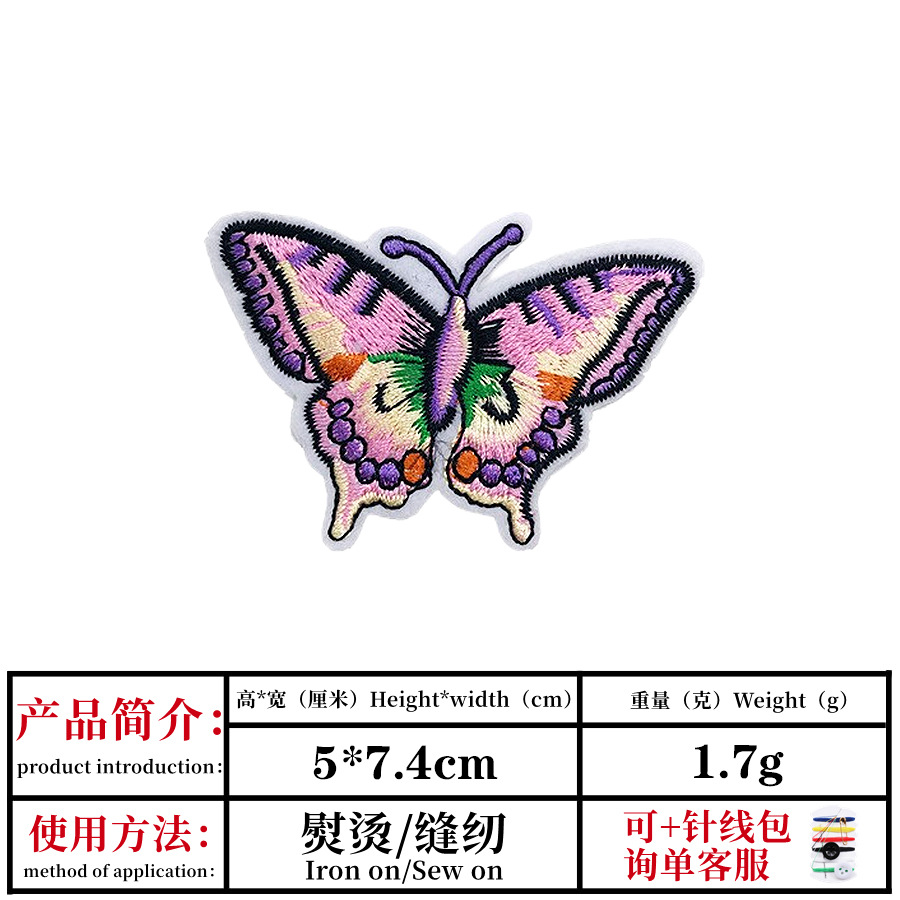 产品简介：
product introduction:
高*宽（厘米）Height*width（cm）
重量（克）Weight（g）
5*7.4cm
1.7g
使用方法：
method of application:
熨烫/缝纫
Iron on/Sew on
可+针线包
询单客服